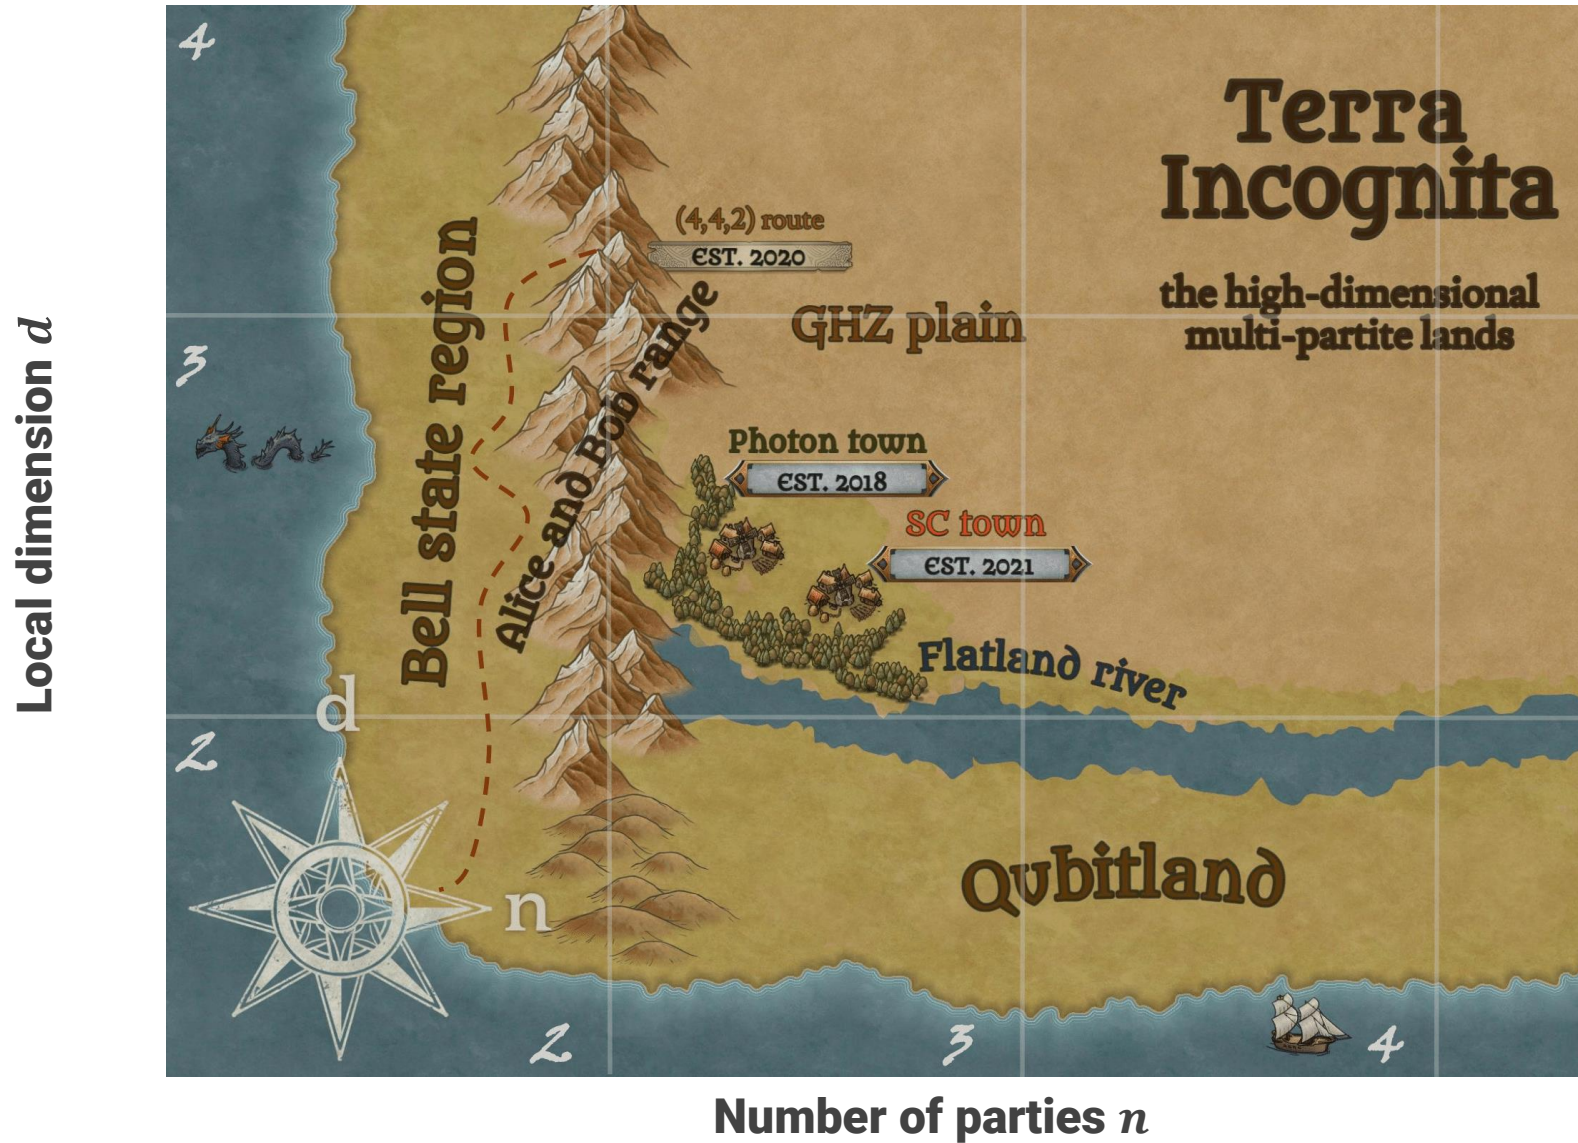 4
Terra
Incognita
(4,4,2) route
EST. 2020
the high-dimensional
multi-partite lands
GHZ plain
3
Bell state region
Alice and Bob range
Local dimension d
Photon town
EST. 2018
SC town
EST. 2021
Flatland river
d
2
Qubitland
n
2
3
4
Number of parties n